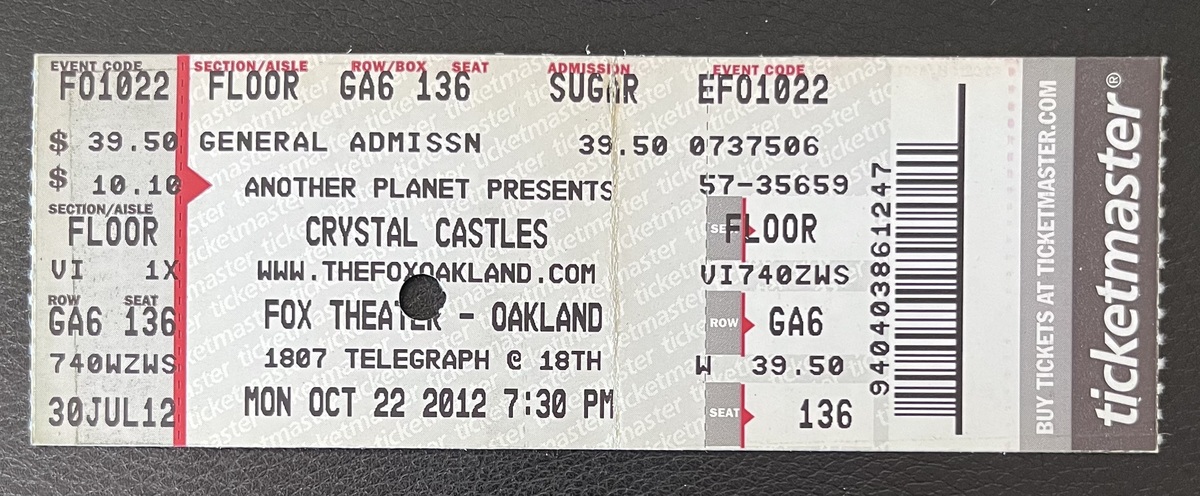 EVENT CODE
FO1022
$ 39.50
$ 10.10
SECTION/AISLE
FLOOR
VI 1X
ROW SEAT
GA6 136
740WZWS
30JUL12
SECTION/AISLE ROW/BOX SEAT ADMISSION
FLOOR GA6 136 SUGAR
GENERAL ADMISSN 39.50
ANOTHER PLANET PRESENTS
CRYSTAL CASTLES
WWW.THEFOXOAKLAND.COM
FOX THEATER - OAKLAND
1807 TELEGRAPH @ 18TH
MON OCT 22 2012 7:30 PM
EVENT CODE
EFO1022
0737506
57-35659
FLOOR
VI740ZWS
ROW GA6
W 39.50
SEAT 136
940403861247
BUY TICKETS AT TICKETMASTER.COM
ticketmaster®